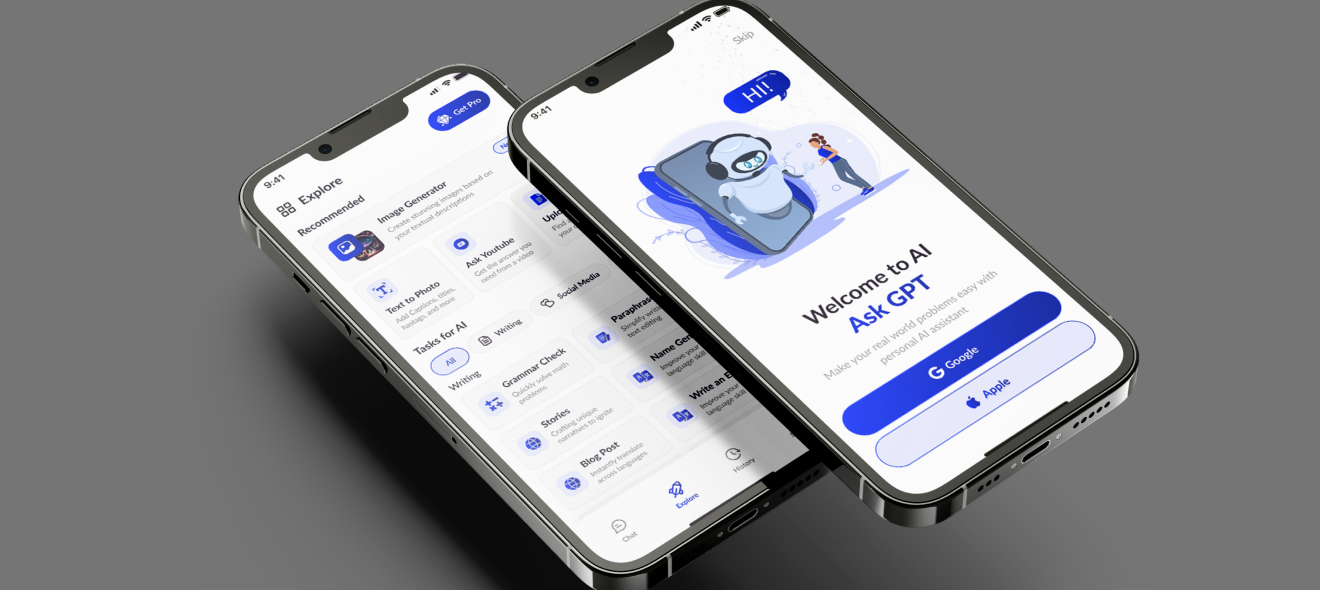 9:41
Get Pro
Explore
Recommended
Image Generator
Create stunning images based on
your textual descriptions
Text to Photo
Add Captions, titles,
hastags, and more
Ask Youtube
Get the answer you
need from a video
Find
your
Tasks for AI
All
Writing
Social Media
Writing
Grammar Check
Quickly solve math
problems
Paraphras
Simplify writi
text editing
Stories
Crafting unique
narratives to ignite
Name Gen
Improve your
language skill
Blog Post
Instantly translate
across languages
Write an E
Improve your
language skill
Chat
Explore
History
9:41
Skip
HI!
Welcome to AI
Ask GPT
Make your real world problems easy with
personal AI assistant
Google
Apple